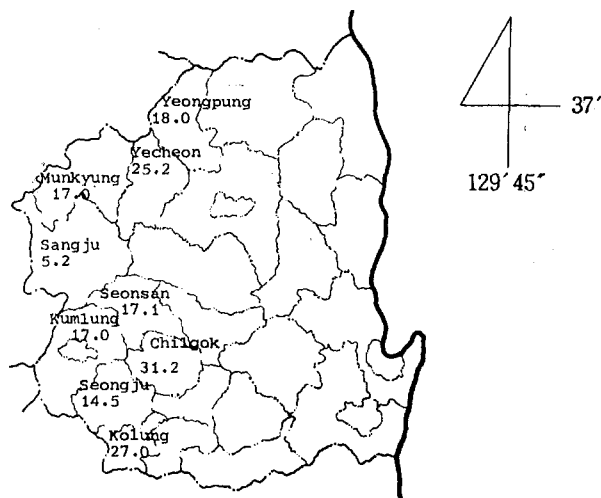 Yeongpung
18.0
37′
Yecheon
25.2
Munkyung
17.0
129′ 45″
Sangju
5.2
Seonsan
17.1
Kumlung
17.0
Chilgok
31.2
Seongju
14.5
Kolung
27.0